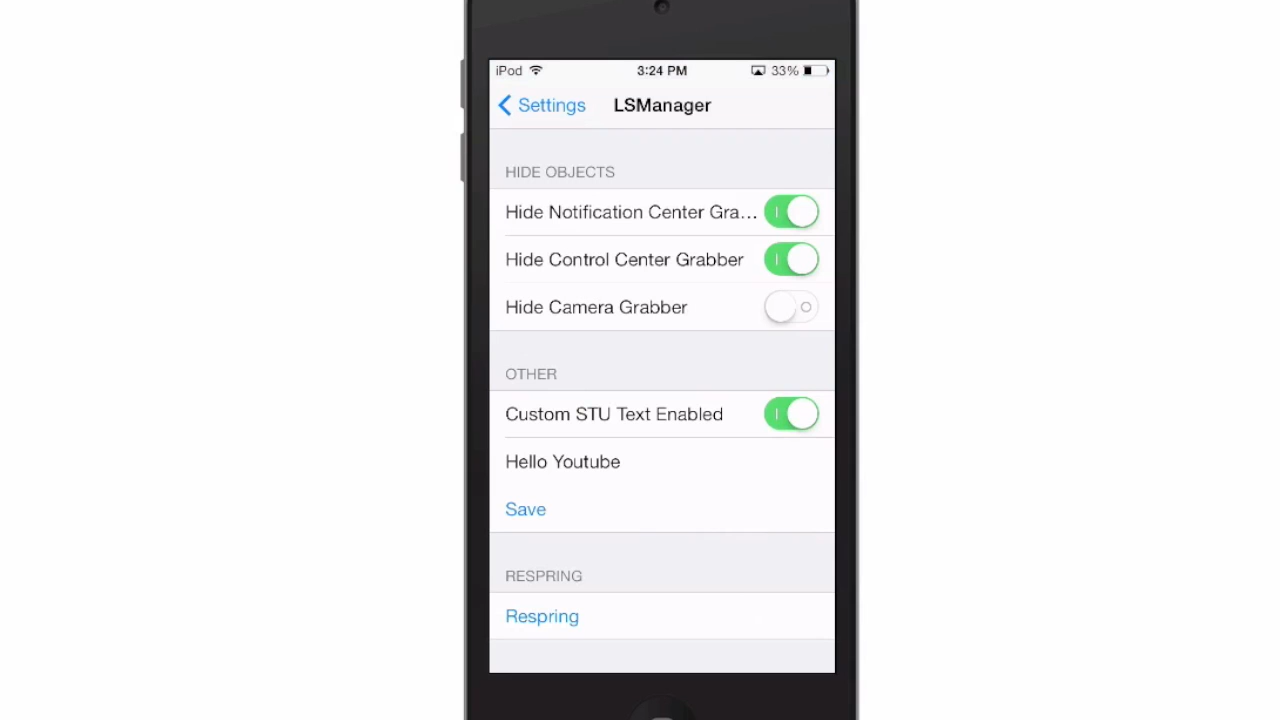 iPod 3:24 PM 33%
Settings LSManager
HIDE OBJECTS
Hide Notification Center Gra...
Hide Control Center Grabber
Hide Camera Grabber
OTHER
Custom STU Text Enabled
Hello Youtube
Save
RESPRING
Respring